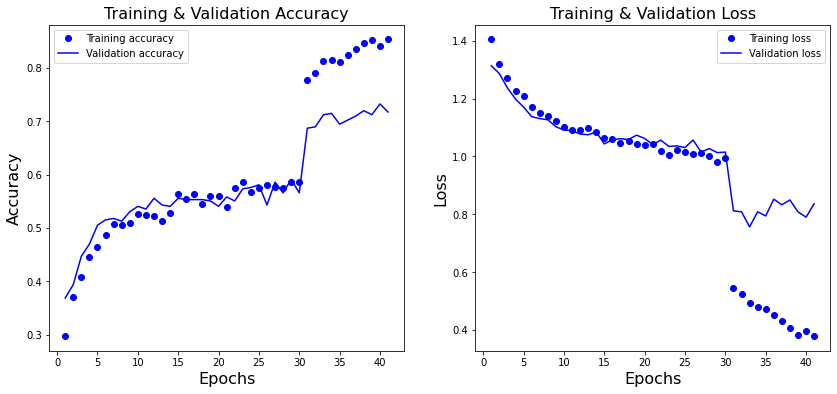 Training & Validation Accuracy
Training accuracy
Validation accuracy
Accuracy
0.8
0.7
0.6
0.5
0.4
0.3
0 5 10 15 20 25 30 35 40
Epochs
Training & Validation Loss
Training loss
Validation loss
Loss
1.4
1.2
1.0
0.8
0.6
0.4
0 5 10 15 20 25 30 35 40
Epochs